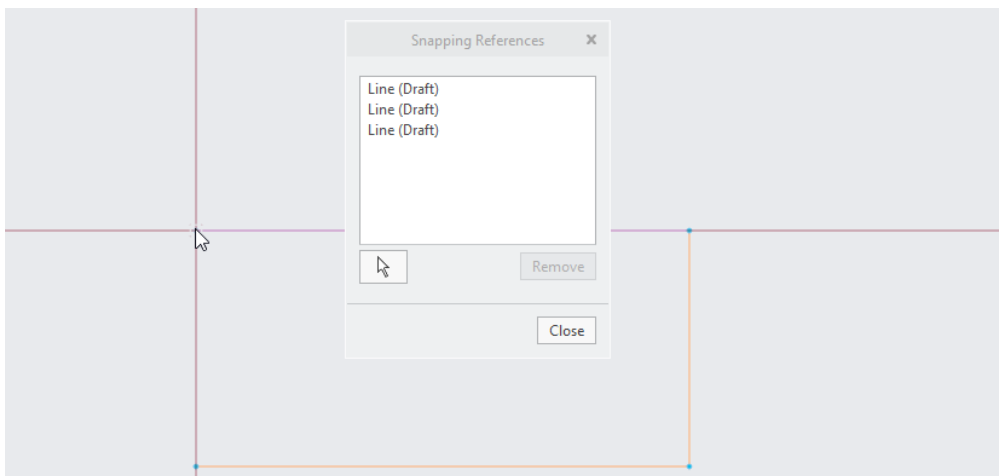 Snapping References
Line (Draft)
Line (Draft)
Line (Draft)
Remove
Close